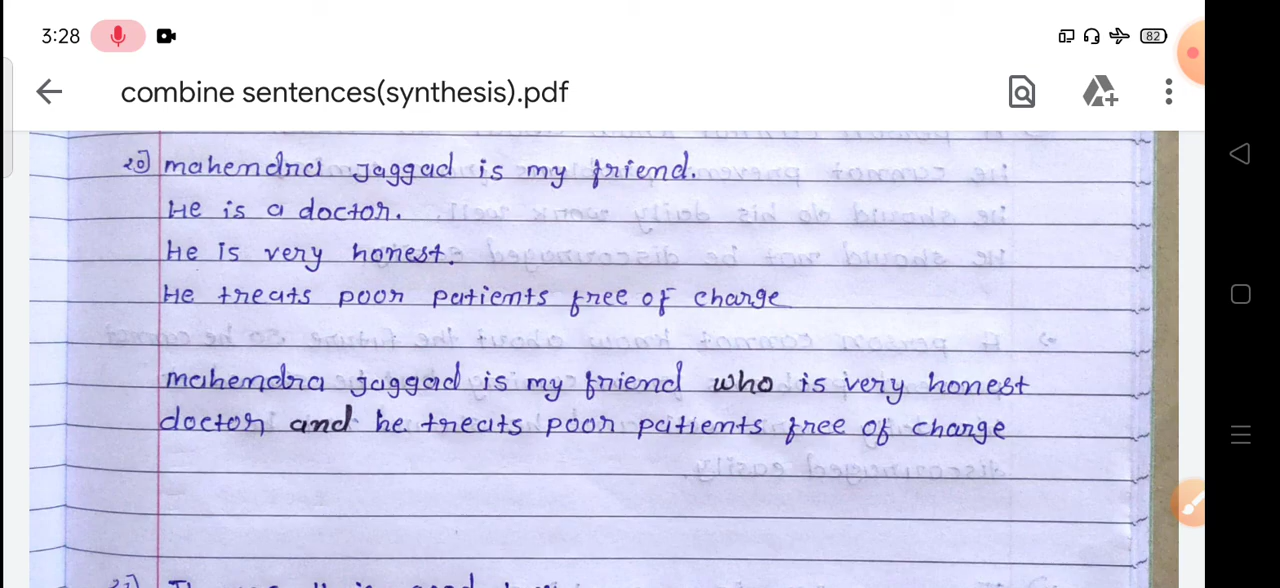 3:28
82
combine sentences(synthesis).pdf
20) mahendra Jaggad is my friend.
He is a doctor.
He is very honest.
He treats poor patients free of charge
mahendra jaggad is my friend who is very honest
doctor and he treats poor patients free of charge